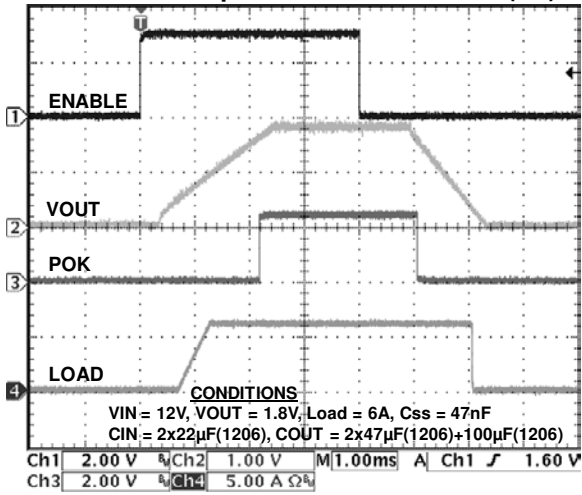 T
1
ENABLE
2
VOUT
3
POK
4
LOAD
CONDITIONS
VIN = 12V, VOUT = 1.8V, Load = 6A, Css = 47nF
CIN = 2x22µF(1206), COUT = 2x47µF(1206)+100µF(1206)
Ch1 2.00 V Ch2 1.00 V M 1.00ms A Ch1 1.60 V
Ch3 2.00 V Ch4 5.00 A Ω